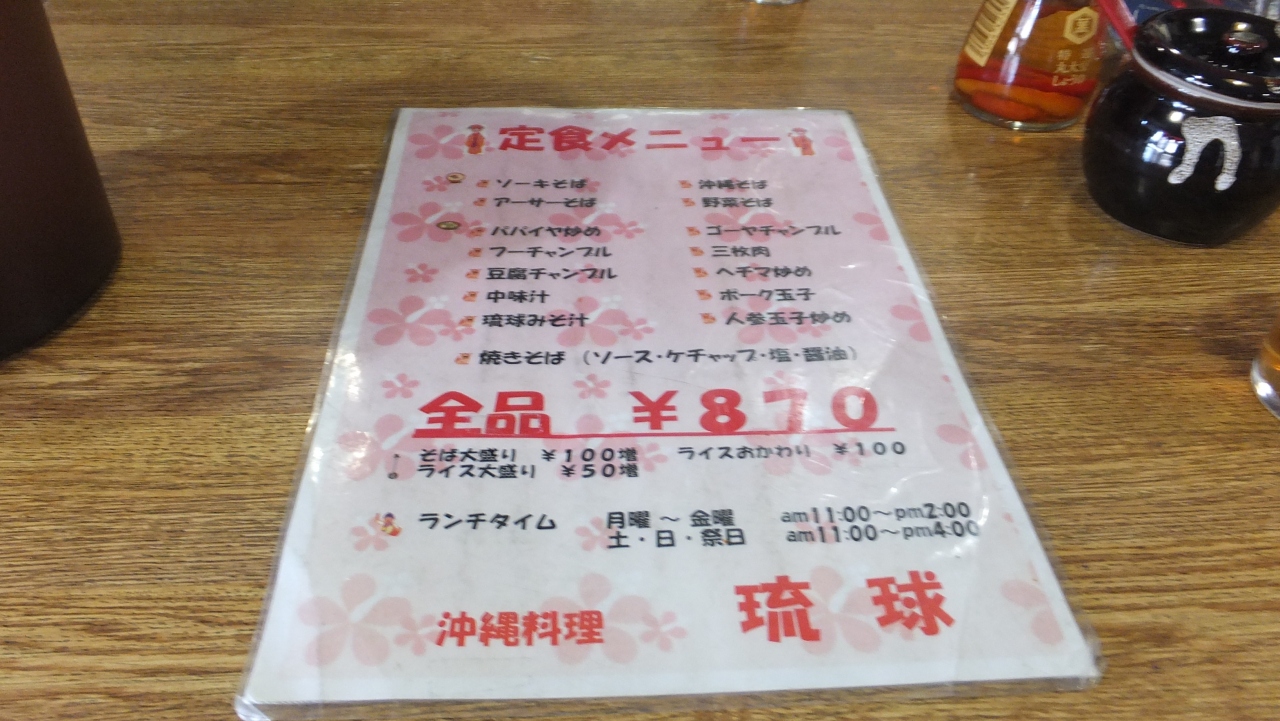 定食メニュー
ソーキそば 沖縄そば
アーサーそば 野菜そば
パパイヤ炒め ゴーヤチャンプル
フーチャンプル 三枚肉
豆腐チャンプル ヘチマ炒め
中味汁 ポーク玉子
琉球みそ汁 人参玉子炒め
焼きそば (ソース・ケチャップ・塩・醤油)
全品 ¥870
そば大盛り ¥100増 ライスおかわり ¥100
ライス大盛り ¥50増
ランチタイム 月曜 ～ 金曜 am11:00～pm2:00
土・日・祭日 am11:00～pm4:00
沖縄料理 琉球
しょうゆ